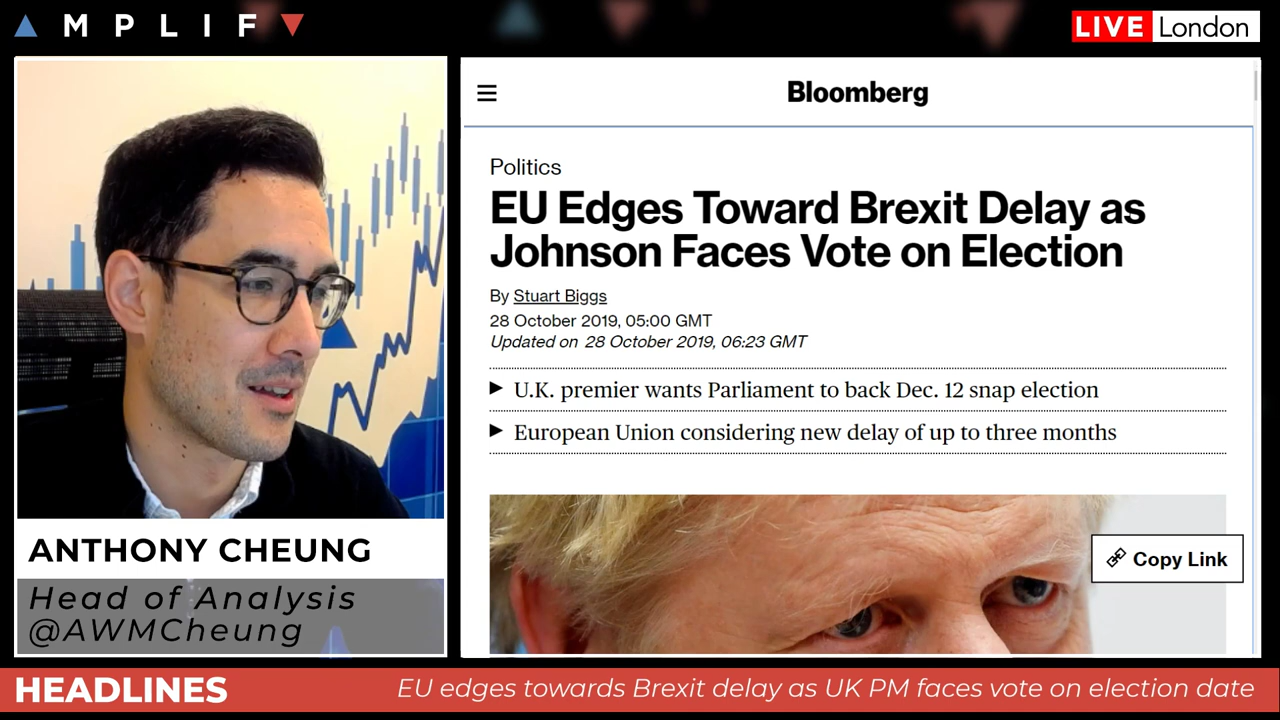 AMPLIFY
LIVE London
Bloomberg
Politics
EU Edges Toward Brexit Delay as
Johnson Faces Vote on Election
By Stuart Biggs
28 October 2019, 05:00 GMT
Updated on 28 October 2019, 06:23 GMT
U.K. premier wants Parliament to back Dec. 12 snap election
European Union considering new delay of up to three months
Copy Link
ANTHONY CHEUNG
Head of Analysis
@AWMCheung
HEADLINES EU edges towards Brexit delay as UK PM faces vote on election date